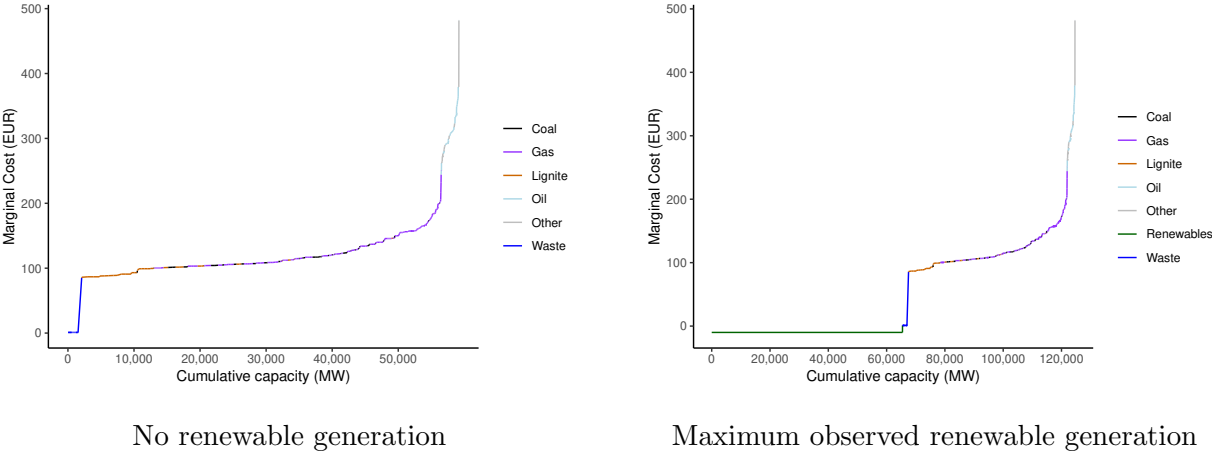 500
400
300
200
100
0
Marginal Cost (EUR)
0
10,000
20,000
30,000
40,000
50,000
Cumulative capacity (MW)
Coal
Gas
Lignite
Oil
Other
Waste
No renewable generation
500
400
300
200
100
0
Marginal Cost (EUR)
0
20,000
40,000
60,000
80,000
100,000
120,000
Cumulative capacity (MW)
Coal
Gas
Lignite
Oil
Other
Renewables
Waste
Maximum observed renewable generation